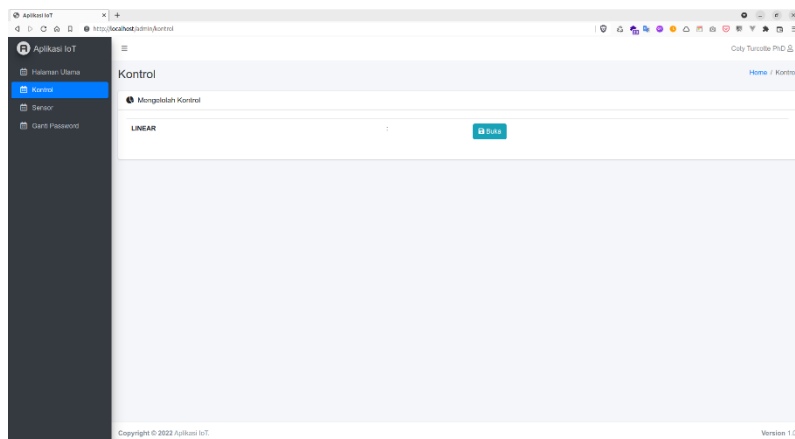 Aplikasi IoT
http://localhost/admin/kontrol
Aplikasi IoT
Coty Turcotte PhD
Halaman Utama
Kontrol
Sensor
Ganti Password
Kontrol
Home / Kontro
Mengelolah Kontrol
LINEAR : Buka
Copyright © 2022 Aplikasi IoT.
Version 1.0